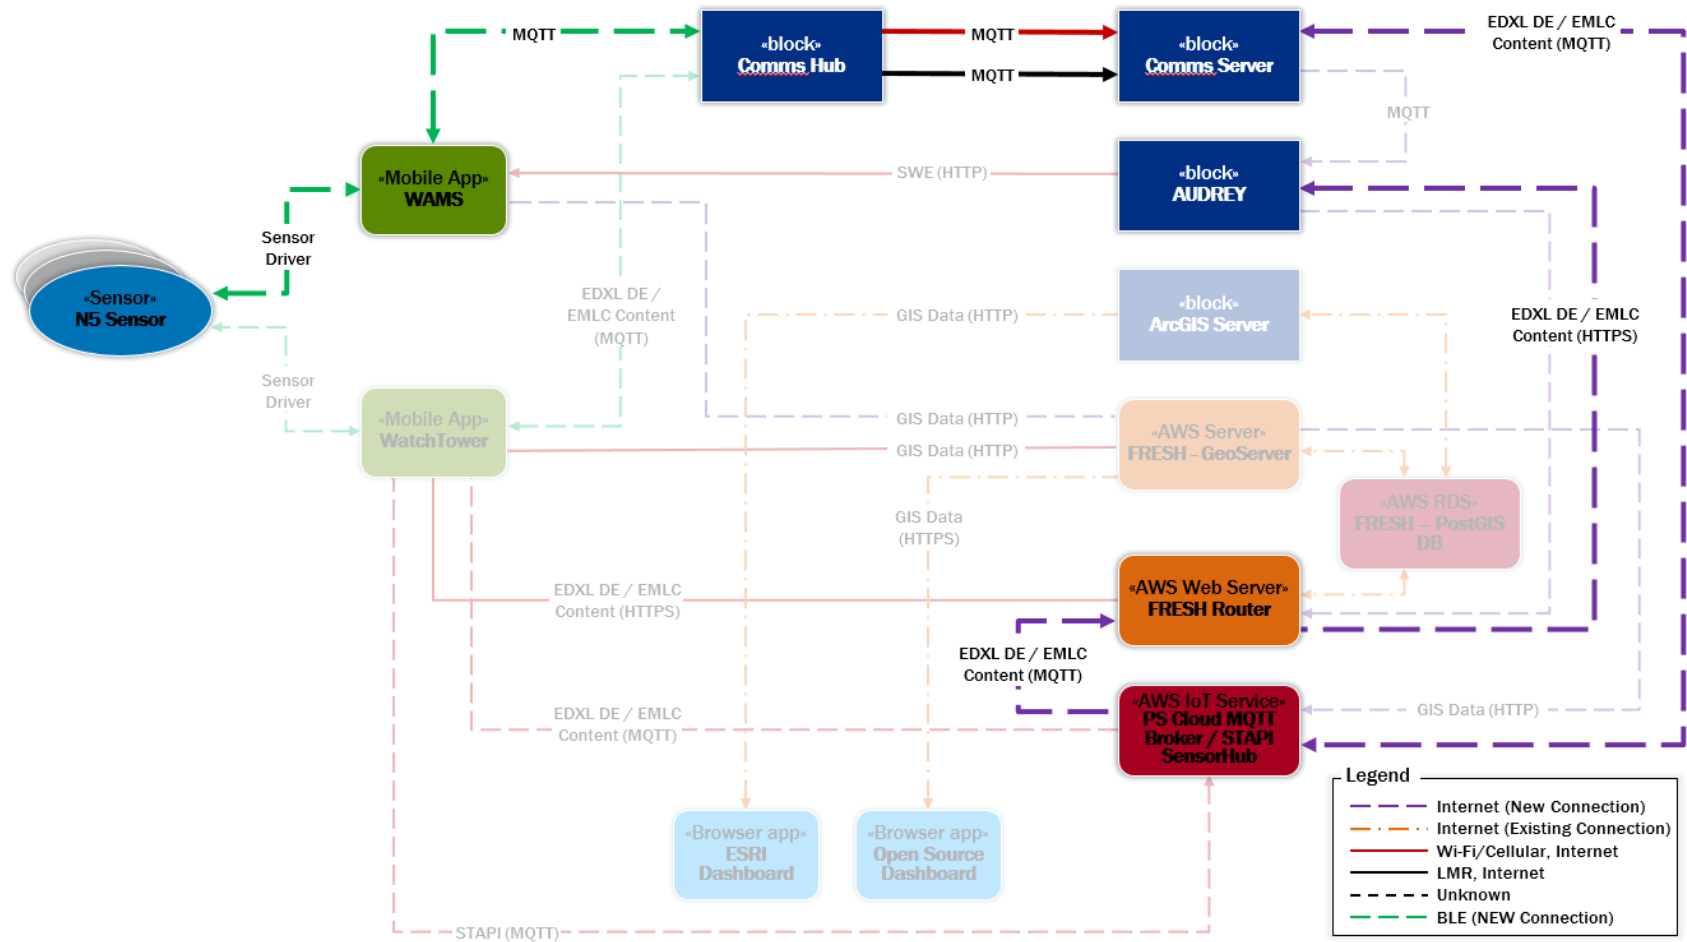 EDXL DE / EMLC
Content (MQTT)
MQTT
«block»
Comms Hub
MQTT
MQTT
«block»
Comms Server
MQTT
«Mobile App»
WAMS
SWE (HTTP)
«block»
AUDREY
Sensor
Driver
«Sensor»
N5 Sensor
EDXL DE /
EMLC Content
(MQTT)
GIS Data (HTTP)
«block»
ArcGIS Server
EDXL DE / EMLC
Content (HTTPS)
Sensor
Driver
«Mobile App»
WatchTower
GIS Data (HTTP)
GIS Data (HTTP)
«AWS Server»
FRESH - GeoServer
GIS Data
(HTTPS)
«AWS RDS»
FRESH – PostGIS
DB
EDXL DE / EMLC
Content (HTTPS)
«AWS Web Server»
FRESH Router
EDXL DE / EMLC
Content (MQTT)
EDXL DE / EMLC
Content (MQTT)
«AWS IoT Service»
PS Cloud MQTT
Broker / STAPI
SensorHub
GIS Data (HTTP)
«Browser app»
ESRI
Dashboard
«Browser app»
Open Source
Dashboard
STAPI (MQTT)
Legend
Internet (New Connection)
Internet (Existing Connection)
Wi-Fi/Cellular, Internet
LMR, Internet
Unknown
BLE (NEW Connection)